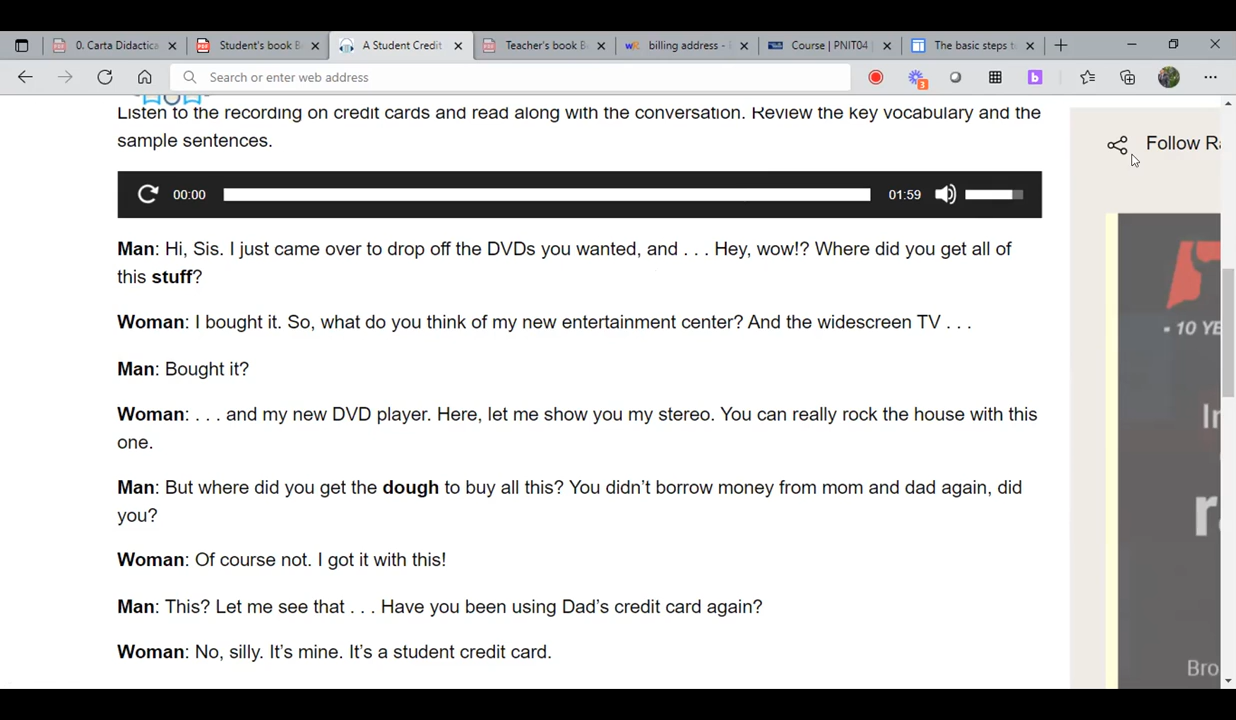 0. Carta Didactica
Student's book B
A Student Credit
Teacher's book B
billing address -
Course | PNIT04
The basic steps t
Search or enter web address
3
b
Listen to the recording on credit cards and read along with the conversation. Review the key vocabulary and the
sample sentences.
Follow Ra
00:00
01:59
Man: Hi, Sis. I just came over to drop off the DVDs you wanted, and . . . Hey, wow!? Where did you get all of
this stuff?
Woman: I bought it. So, what do you think of my new entertainment center? And the widescreen TV . . .
- 10 YE
Man: Bought it?
Woman: . . . and my new DVD player. Here, let me show you my stereo. You can really rock the house with this
one.
Man: But where did you get the dough to buy all this? You didn't borrow money from mom and dad again, did
you?
Woman: Of course not. I got it with this!
Man: This? Let me see that . . . Have you been using Dad's credit card again?
Woman: No, silly. It's mine. It's a student credit card.
Bro